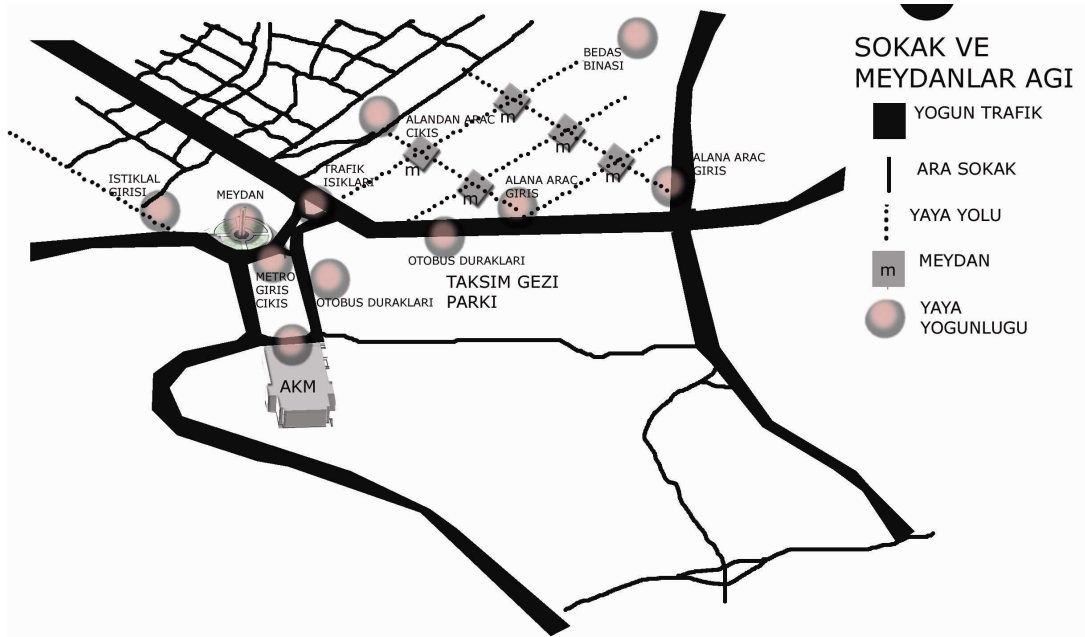 SOKAK VE
MEYDANLAR AGI
YOGUN TRAFIK
ARA SOKAK
YAYA YOLU
m
MEYDAN
YAYA
YOGUNLUGU
BEDAS
BINASI
ALANDAN ARAC
CIKIS
m
m
m
m
m
TRAFIK
ISIKLARI
ALANA ARAC
GIRIS
ALANA ARAC
GIRIS
ISTIKLAL
GIRISI
MEYDAN
OTOBUS DURAKLARI
METRO
GIRIS
CIKIS
OTOBUS DURAKLARI
TAKSIM GEZI
PARKI
AKM